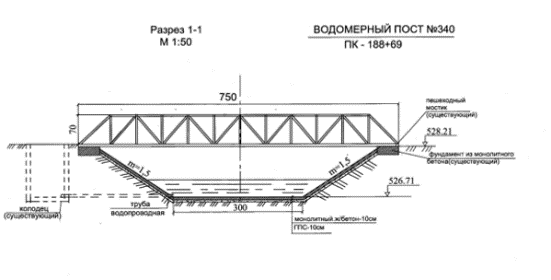 Разрез 1-1
М 1:50
ВОДОМЕРНЫЙ ПОСТ №340
ПК - 188+69
750
70
пешеходный
мостик
(существующий)
528.21
фундамент из монолитного
бетона(существующий)
m=1,5
m=1,5
526.71
колодец
(существующий)
труба
водопроводная
300
монолитный ж/бетон-10см
ГПС-10см